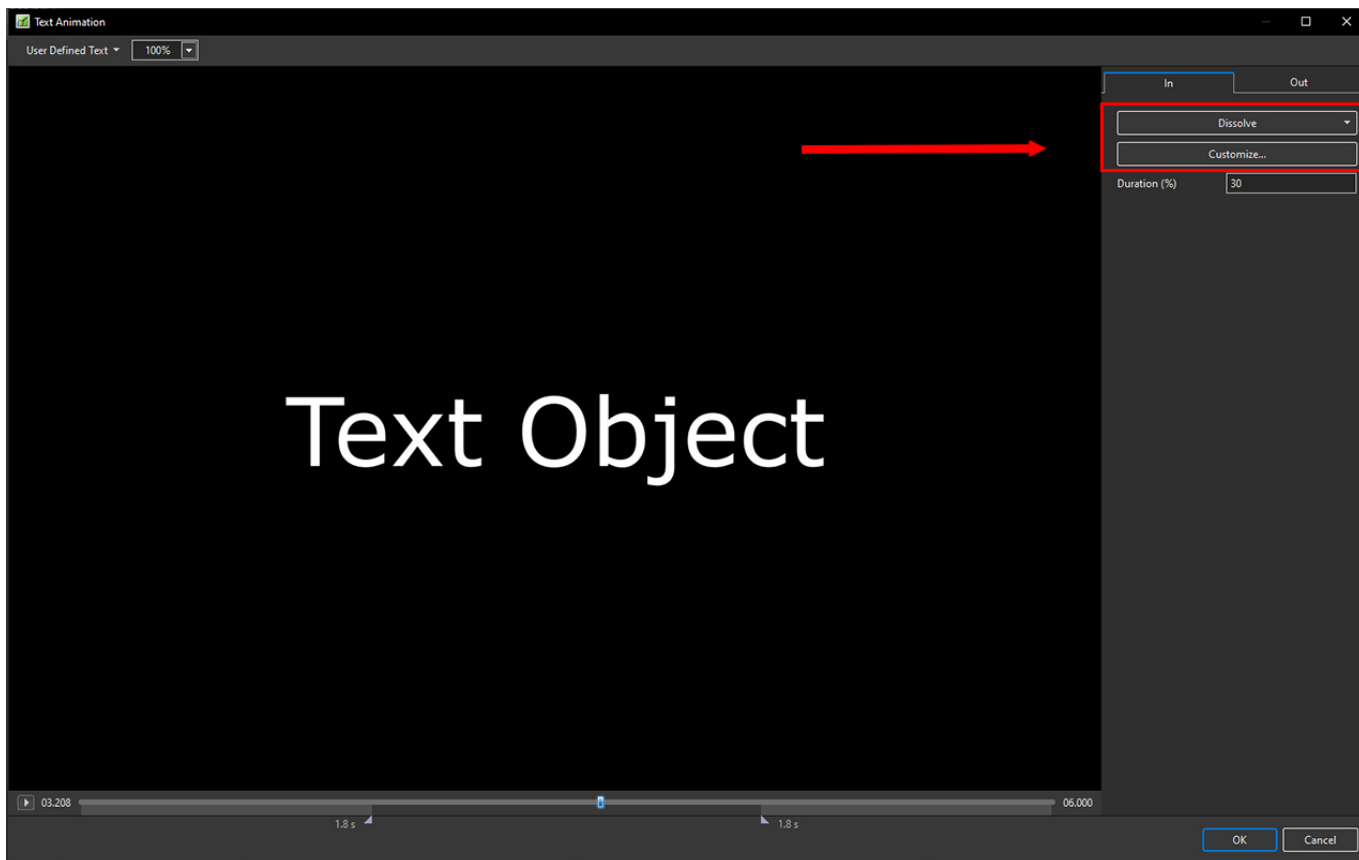 Text Animation
User Defined Text 100%
In Out
Dissolve
Customize...
Duration (%) 30
Text Object
03.208 06.000
1.8 s 1.8 s
OK Cancel